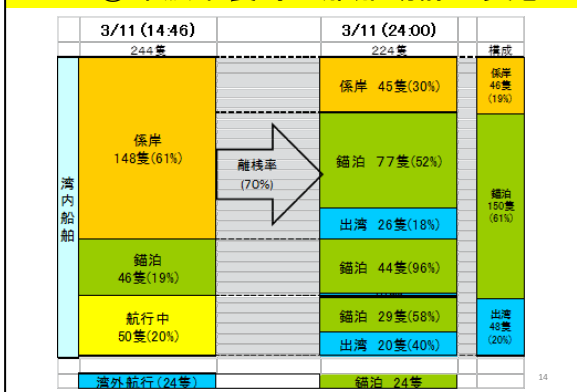 3/11 (14:46)
3/11 (24:00)
244隻
224隻
構成
湾内船舶
係岸
148隻(61%)
錨泊
46隻(19%)
航行中
50隻(20%)
離桟率
(70%)
係岸 45隻(30%)
錨泊 77隻(52%)
出湾 26隻(18%)
錨泊 44隻(96%)
錨泊 29隻(58%)
出湾 20隻(40%)
係岸
46隻
(19%)
錨泊
150隻
(61%)
出湾
48隻
(20%)
湾外航行(24隻)
錨泊 24隻
14